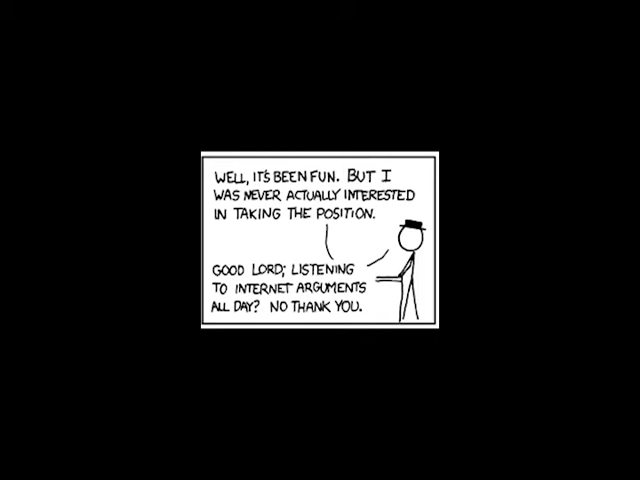 WELL, IT'S BEEN FUN. BUT I
WAS NEVER ACTUALLY INTERESTED
IN TAKING THE POSITION.
GOOD LORD; LISTENING
TO INTERNET ARGUMENTS
ALL DAY? NO THANK YOU.